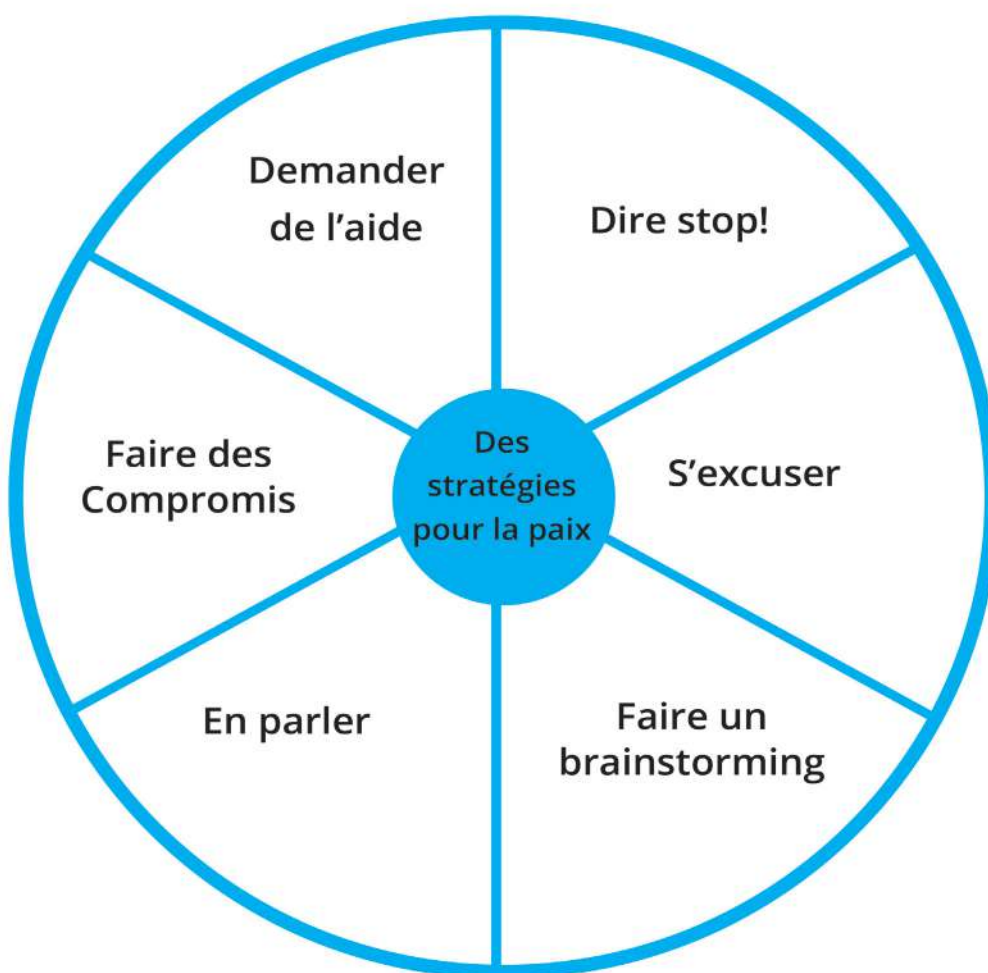 Demander
de l’aide
Dire stop!
Faire des
Compromis
Des
stratégies
pour la paix
S’excuser
En parler
Faire un
brainstorming